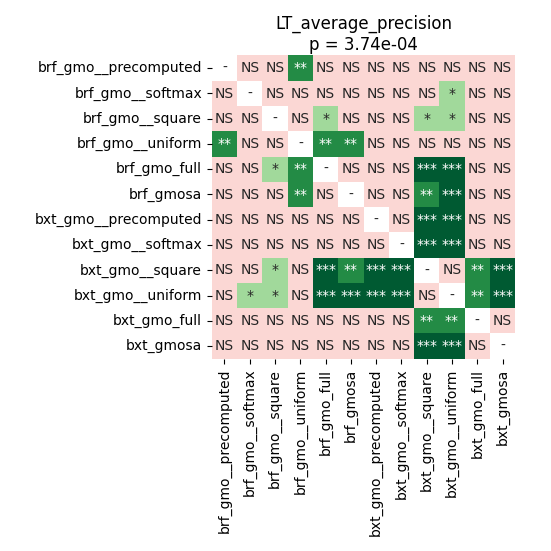 LT_average_precision
p = 3.74e-04
brf_gmo__precomputed - NS NS ** NS NS NS NS NS NS NS NS
brf_gmo__softmax NS - NS NS NS NS NS NS NS * NS NS
brf_gmo__square NS NS - NS * NS NS NS * * NS NS
brf_gmo__uniform ** NS NS - ** ** NS NS NS NS NS NS
brf_gmo_full NS NS * ** - NS NS NS *** *** NS NS
brf_gmosa NS NS NS ** NS - NS NS ** *** NS NS
bxt_gmo__precomputed NS NS NS NS NS NS - NS *** *** NS NS
bxt_gmo__softmax NS NS NS NS NS NS NS - *** *** NS NS
bxt_gmo__square NS NS * NS *** ** *** *** - NS ** ***
bxt_gmo__uniform NS * * NS *** *** *** *** NS - ** ***
bxt_gmo_full NS NS NS NS NS NS NS NS ** ** - NS
bxt_gmosa NS NS NS NS NS NS NS NS *** *** NS -
brf_gmo__precomputed
brf_gmo__softmax
brf_gmo__square
brf_gmo__uniform
brf_gmo_full
brf_gmosa
bxt_gmo__precomputed
bxt_gmo__softmax
bxt_gmo__square
bxt_gmo__uniform
bxt_gmo_full
bxt_gmosa